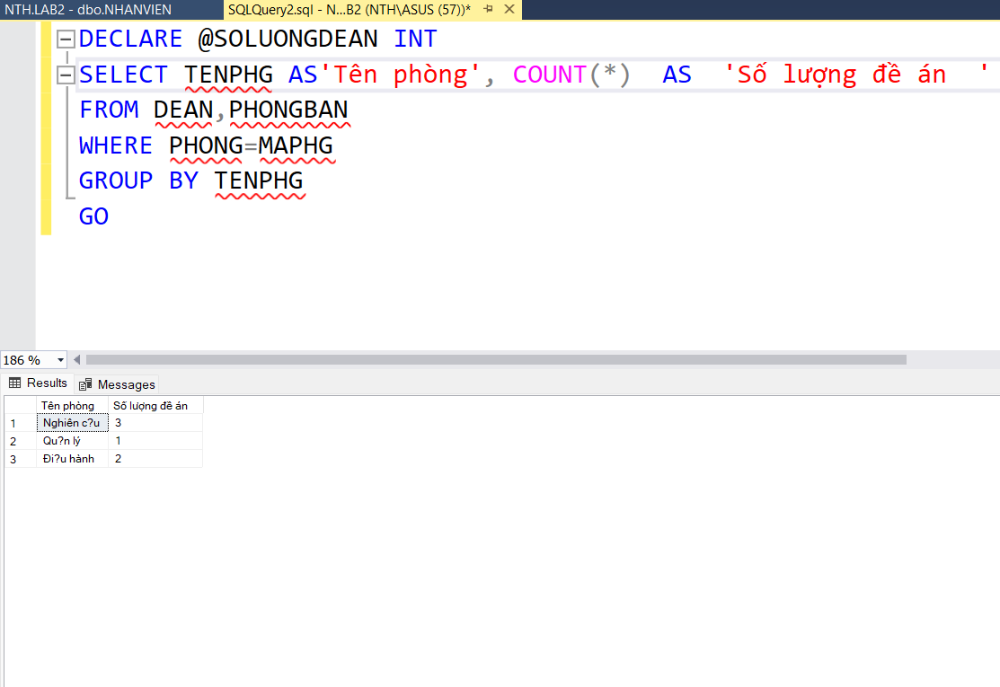 NTH.LAB2 - dbo.NHANVIEN SQLQuery2.sql - N...B2 (NTH\ASUS (57))*
DECLARE @SOLUONGDEAN INT
SELECT TENPHG AS'Tên phòng', COUNT(*) AS 'Số lượng đề án '
FROM DEAN,PHONGBAN
WHERE PHONG=MAPHG
GROUP BY TENPHG
GO
186 %
Results Messages
Tên phòng Số lượng đề án
1 Nghiên c?u 3
2 Qu?n lý 1
3 Đi?u hành 2